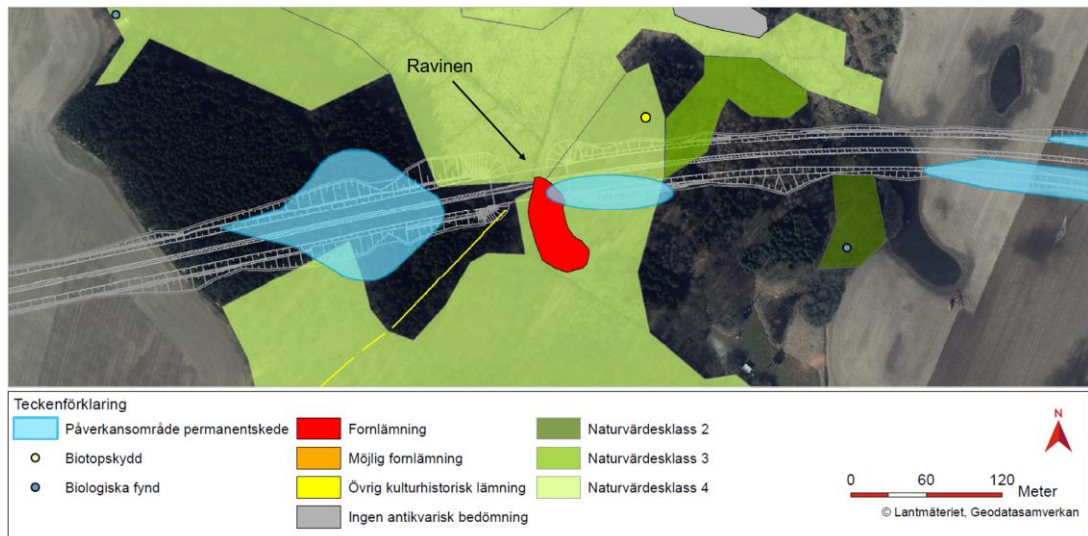 Ravinen
Teckenförklaring
Påverkansområde permanentskede
Biotopskydd
Biologiska fynd
Fornlämning
Möjlig fornlämning
Övrig kulturhistorisk lämning
Ingen antikvarisk bedömning
Naturvärdesklass 2
Naturvärdesklass 3
Naturvärdesklass 4
N
0 60 120
Meter
© Lantmäteriet, Geodatasamverkan